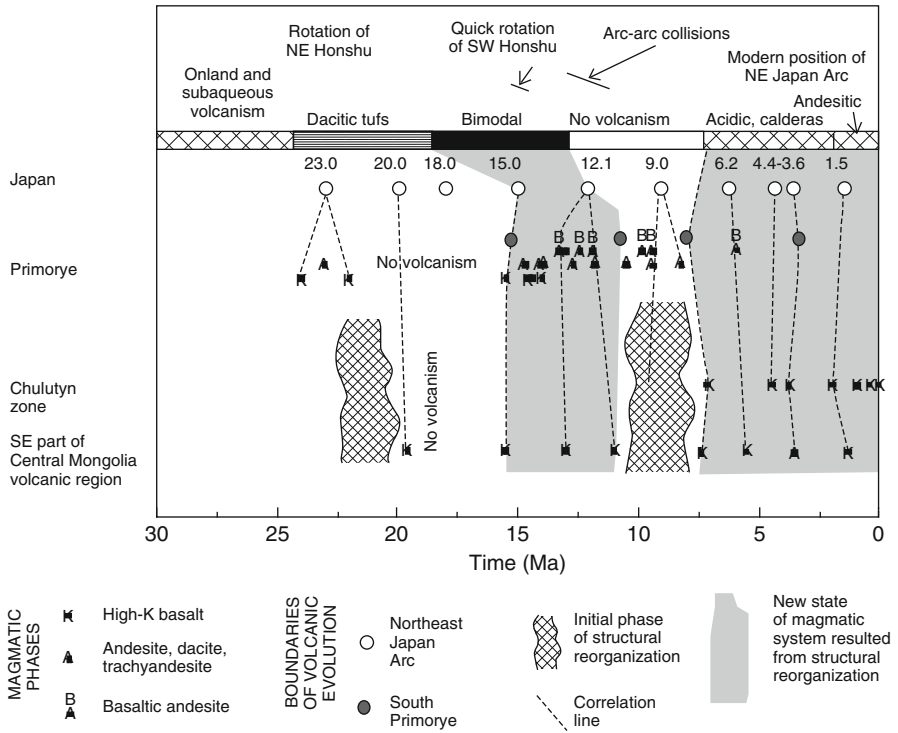 Rotation of
NE Honshu
Quick rotation
of SW Honshu
Arc-arc collisions
Modern position of
NE Japan Arc
Onland and
subaqueous
volcanism
Andesitic
Dacitic tufs
Bimodal
No volcanism
Acidic, calderas
23.0 20.0 18.0 15.0 12.1 9.0 6.2 4.4-3.6 1.5
Japan
B B B B B B
Primorye
No volcanism
A A A A A A A A A
K K K K K
No volcanism
Chulutyn
zone
K K K K K K K
SE part of
Central Mongolia
volcanic region
K K K K K K A K
30 25 20 15 10 5 0
Time (Ma)
MAGMATIC
PHASES
K High-K basalt
A Andesite, dacite,
trachyandesite
B
A Basaltic andesite
BOUNDARIES
OF VOLCANIC
EVOLUTION
Northeast
Japan
Arc
South
Primorye
Initial phase
of structural
reorganization
Correlation
line
New state
of magmatic
system resulted
from structural
reorganization